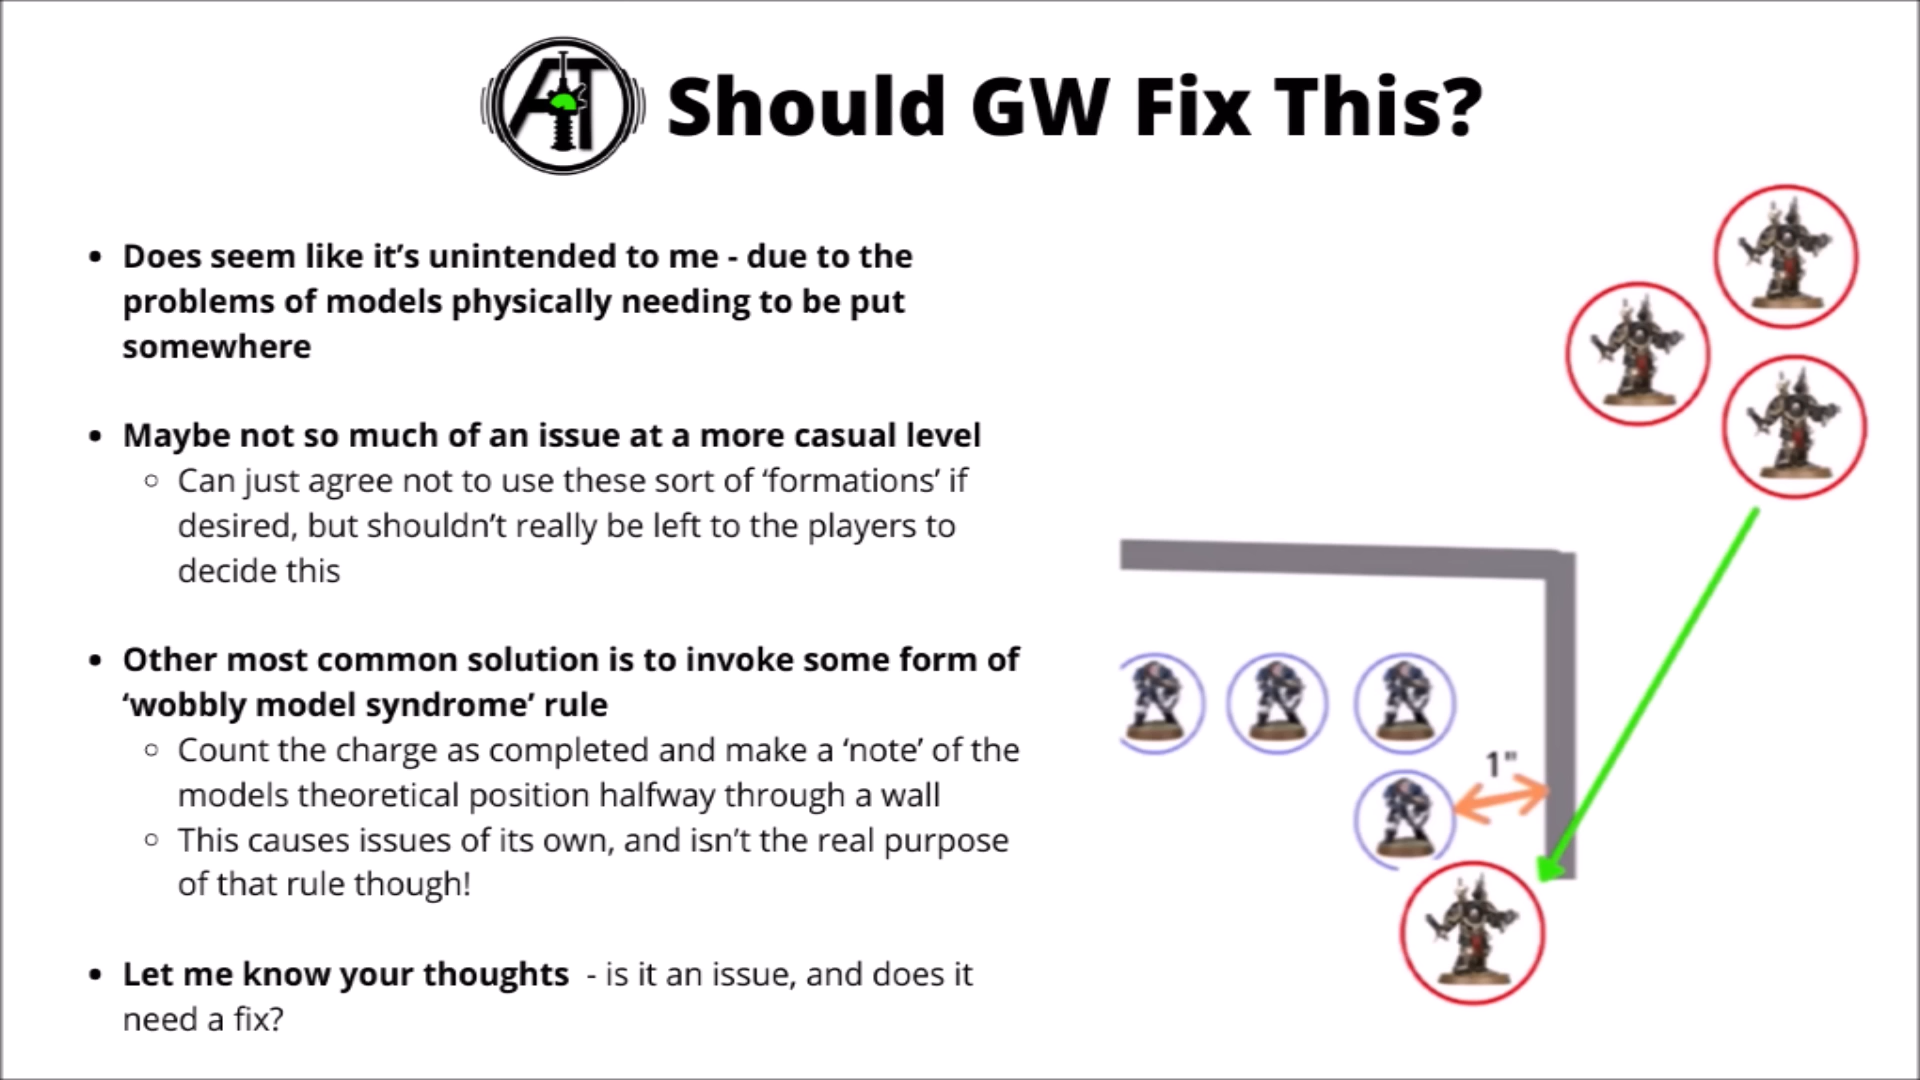 AT Should GW Fix This?
• Does seem like it’s unintended to me - due to the
problems of models physically needing to be put
somewhere
• Maybe not so much of an issue at a more casual level
◦ Can just agree not to use these sort of ‘formations’ if
desired, but shouldn’t really be left to the players to
decide this
• Other most common solution is to invoke some form of
‘wobbly model syndrome’ rule
◦ Count the charge as completed and make a ‘note’ of the
models theoretical position halfway through a wall
◦ This causes issues of its own, and isn’t the real purpose
of that rule though!
• Let me know your thoughts - is it an issue, and does it
need a fix?
1"